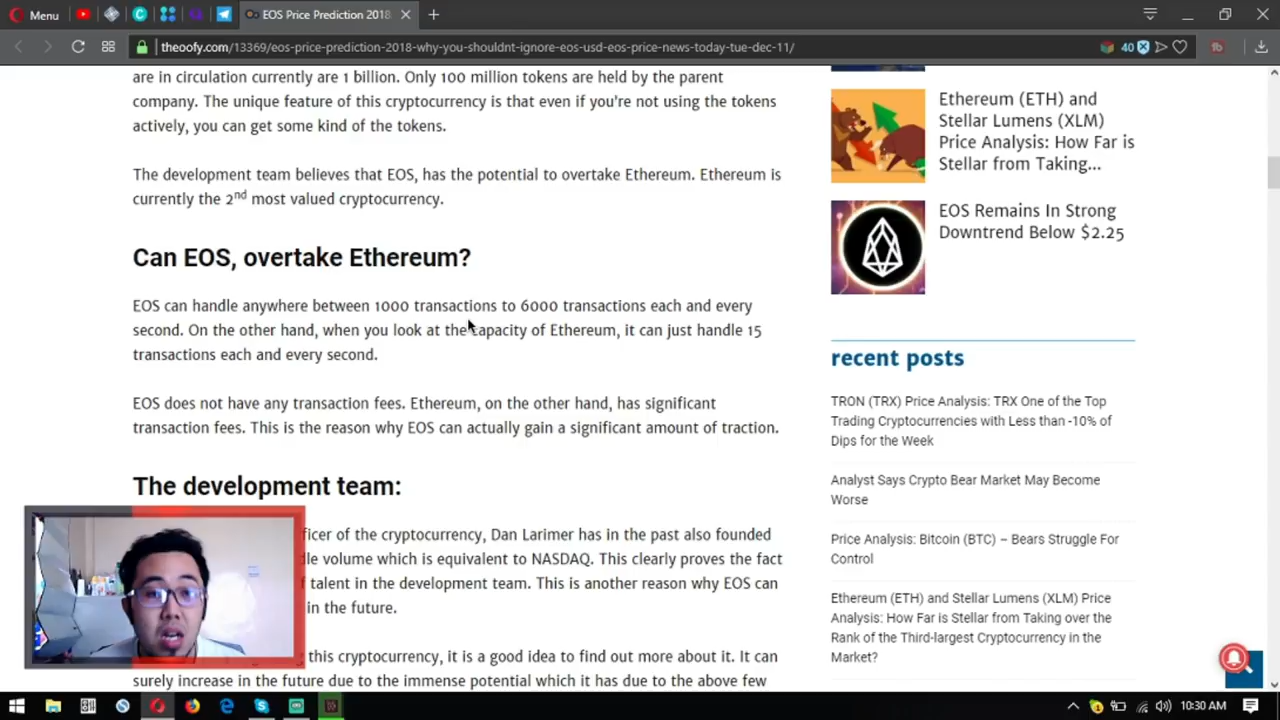 Menu
EOS Price Prediction 2018
theoofy.com/13369/eos-price-prediction-2018-why-you-shouldnt-ignore-eos-usd-eos-price-news-today-tue-dec-11/
40
are in circulation currently are 1 billion. Only 100 million tokens are held by the parent
company. The unique feature of this cryptocurrency is that even if you're not using the tokens
actively, you can get some kind of the tokens.
The development team believes that EOS, has the potential to overtake Ethereum. Ethereum is
currently the 2nd most valued cryptocurrency.
Can EOS, overtake Ethereum?
EOS can handle anywhere between 1000 transactions to 6000 transactions each and every
second. On the other hand, when you look at the capacity of Ethereum, it can just handle 15
transactions each and every second.
EOS does not have any transaction fees. Ethereum, on the other hand, has significant
transaction fees. This is the reason why EOS can actually gain a significant amount of traction.
The development team:
ficer of the cryptocurrency, Dan Larimer has in the past also founded
le volume which is equivalent to NASDAQ. This clearly proves the fact
f talent in the development team. This is another reason why EOS can
in the future.
this cryptocurrency, it is a good idea to find out more about it. It can
surely increase in the future due to the immense potential which it has due to the above few
Ethereum (ETH) and
Stellar Lumens (XLM)
Price Analysis: How Far is
Stellar from Taking...
EOS Remains In Strong
Downtrend Below $2.25
recent posts
TRON (TRX) Price Analysis: TRX One of the Top
Trading Cryptocurrencies with Less than -10% of
Dips for the Week
Analyst Says Crypto Bear Market May Become
Worse
Price Analysis: Bitcoin (BTC) – Bears Struggle For
Control
Ethereum (ETH) and Stellar Lumens (XLM) Price
Analysis: How Far is Stellar from Taking over the
Rank of the Third-largest Cryptocurrency in the
Market?
10:30 AM